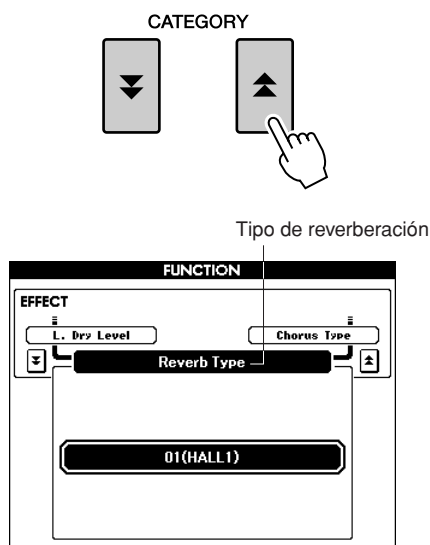 CATEGORY
Tipo de reverberación
FUNCTION
EFFECT
L. Dry Level
Chorus Type
Reverb Type
01(HALL1)